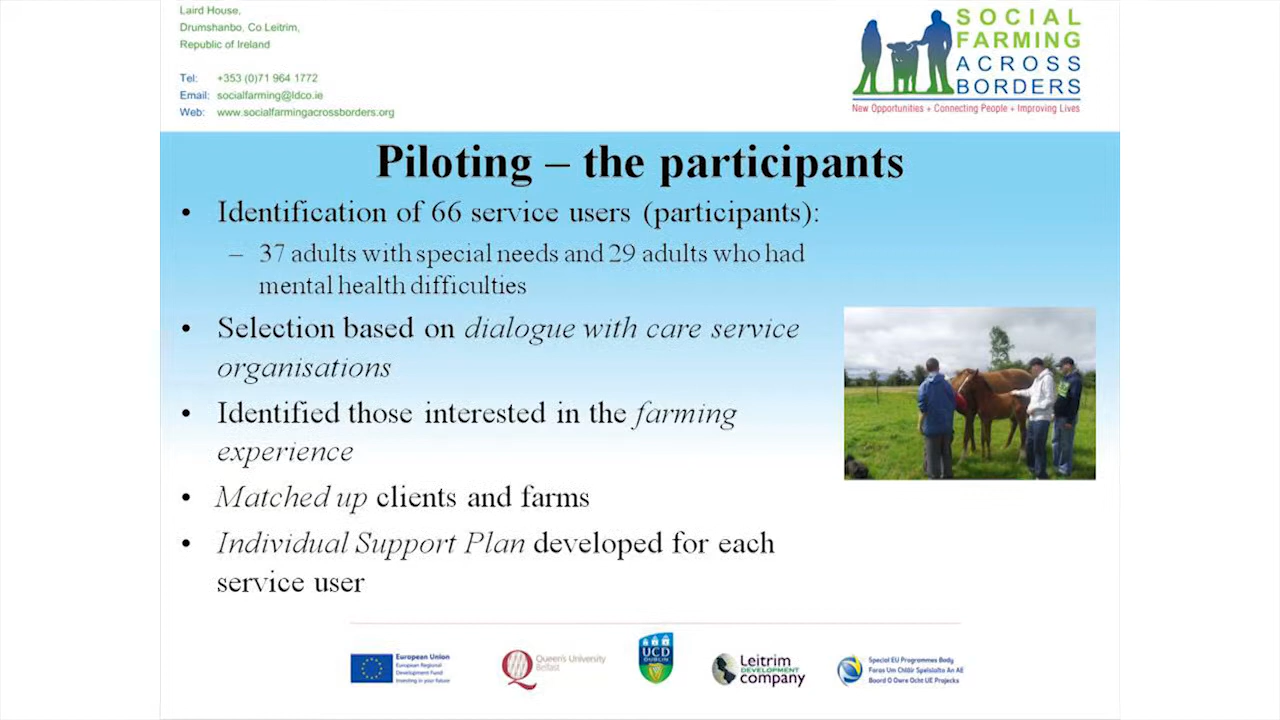 Laird House,
Drumshanbo, Co Leitrim,
Republic of Ireland
Tel: +353 (0)71 964 1772
Email: socialfarming@ldco.ie
Web: www.socialfarmingacrossborders.org
SOCIAL
FARMING
ACROSS
BORDERS
New Opportunities + Connecting People + Improving Lives
Piloting – the participants
• Identification of 66 service users (participants):
– 37 adults with special needs and 29 adults who had
mental health difficulties
• Selection based on dialogue with care service
organisations
• Identified those interested in the farming
experience
• Matched up clients and farms
• Individual Support Plan developed for each
service user
European Union
European Regional
Development Fund
Investing in your future
Queen's University
Belfast
UCD
DUBLIN
Leitrim
DEVELOPMENT
company
Special EU Programmes Body
Foras Um Chláir Speisialta An AE
Boord O Owre Ocht UE Projecks